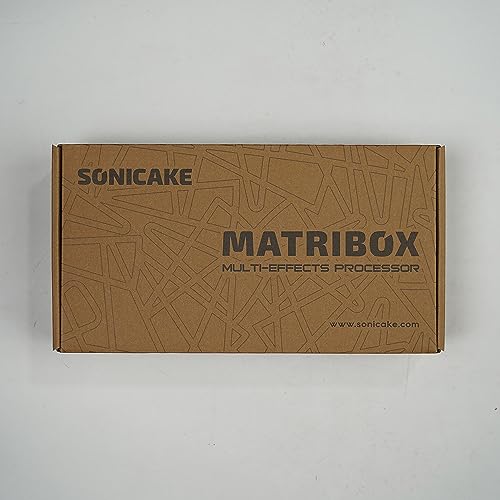 SONICAKE
MATRIBOX
MULTI-EFFECTS PROCESSOR
www.sonicake.com